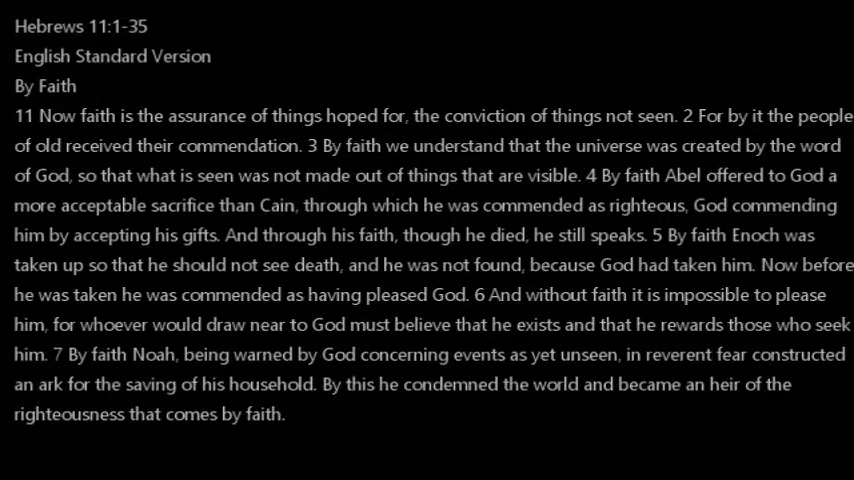 Hebrews 11:1-35
English Standard Version
By Faith
11 Now faith is the assurance of things hoped for, the conviction of things not seen. 2 For by it the people
of old received their commendation. 3 By faith we understand that the universe was created by the word
of God, so that what is seen was not made out of things that are visible. 4 By faith Abel offered to God a
more acceptable sacrifice than Cain, through which he was commended as righteous, God commending
him by accepting his gifts. And through his faith, though he died, he still speaks. 5 By faith Enoch was
taken up so that he should not see death, and he was not found, because God had taken him. Now before
he was taken he was commended as having pleased God. 6 And without faith it is impossible to please
him, for whoever would draw near to God must believe that he exists and that he rewards those who seek
him. 7 By faith Noah, being warned by God concerning events as yet unseen, in reverent fear constructed
an ark for the saving of his household. By this he condemned the world and became an heir of the
righteousness that comes by faith.